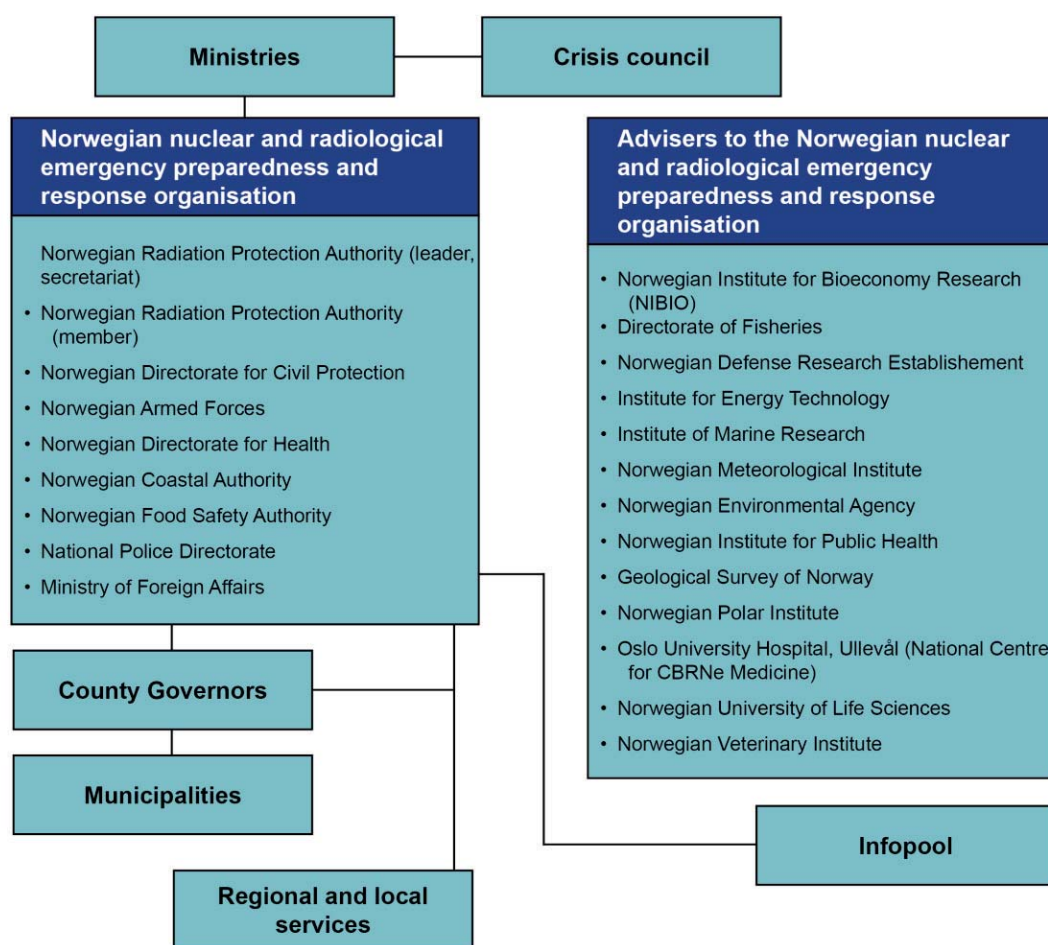 Ministries
Crisis council
Norwegian nuclear and radiological
emergency preparedness and
response organisation
Norwegian Radiation Protection Authority (leader,
secretariat)
• Norwegian Radiation Protection Authority
(member)
• Norwegian Directorate for Civil Protection
• Norwegian Armed Forces
• Norwegian Directorate for Health
• Norwegian Coastal Authority
• Norwegian Food Safety Authority
• National Police Directorate
• Ministry of Foreign Affairs
Advisers to the Norwegian nuclear
and radiological emergency
preparedness and response
organisation
• Norwegian Institute for Bioeconomy Research
(NIBIO)
• Directorate of Fisheries
• Norwegian Defense Research Establishement
• Institute for Energy Technology
• Institute of Marine Research
• Norwegian Meteorological Institute
• Norwegian Environmental Agency
• Norwegian Institute for Public Health
• Geological Survey of Norway
• Norwegian Polar Institute
• Oslo University Hospital, Ullevål (National Centre
for CBRNe Medicine)
• Norwegian University of Life Sciences
• Norwegian Veterinary Institute
County Governors
Municipalities
Infopool
Regional and local
services